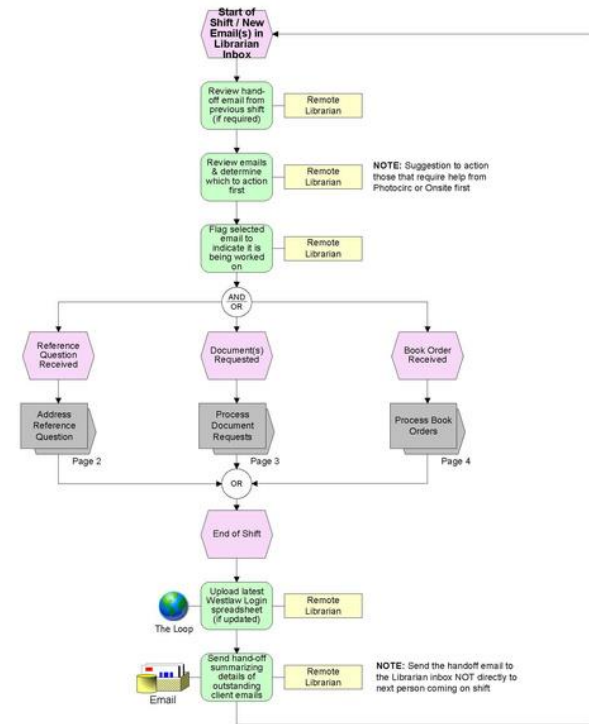 Start of
Shift / New
Email(s) in
Librarian
Inbox
Review hand-
off email from
previous shift
(if required)
Remote
Librarian
Review emails
& determine
which to action
first
Remote
Librarian
NOTE: Suggestion to action
those that require help from
Photocirc or Onsite first
Flag selected
email to
indicate it is
being worked
on
Remote
Librarian
AND
OR
Reference
Question
Received
Document(s)
Requested
Book Order
Received
Address
Reference
Question
Page 2
Process
Document
Requests
Page 3
Process Book
Orders
Page 4
OR
End of Shift
Upload latest
Westlaw Login
spreadsheet
(if updated)
The Loop
Remote
Librarian
Send hand-off
summarizing
details of
outstanding
client emails
Email
Remote
Librarian
NOTE: Send the handoff email to
the Librarian inbox NOT directly to
next person coming on shift